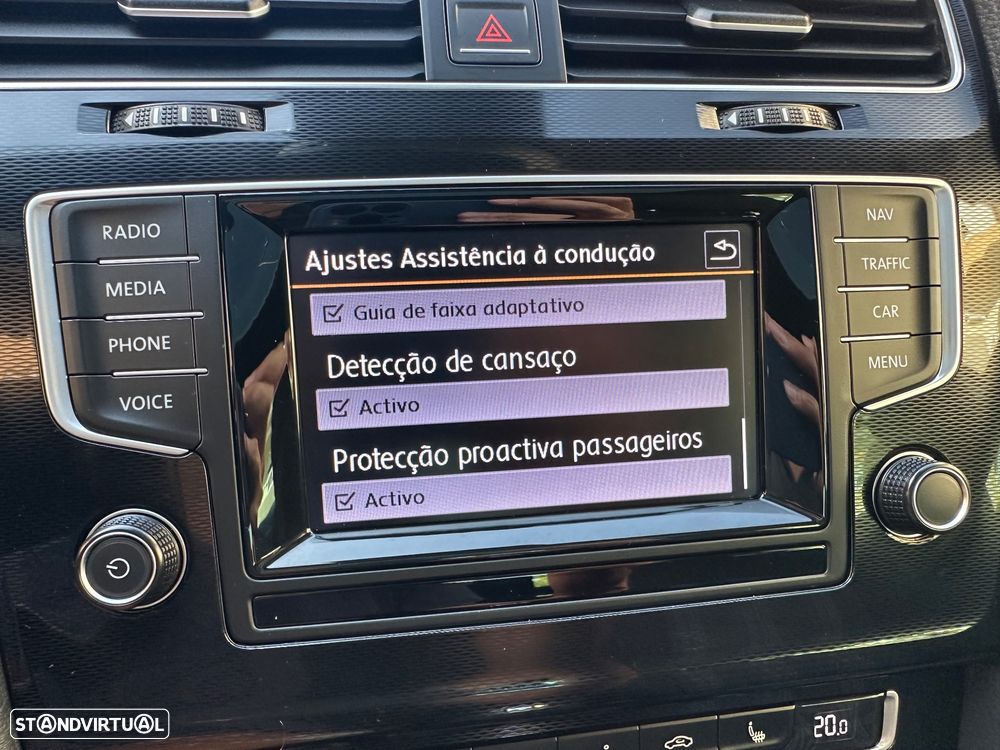 RADIO
MEDIA
PHONE
VOICE
Ajustes Assistência à condução
Guia de faixa adaptativo
Detecção de cansaço
Activo
Protecção proactiva passageiros
Activo
NAV
TRAFFIC
CAR
MENU
20.0
STANDVIRTUAL